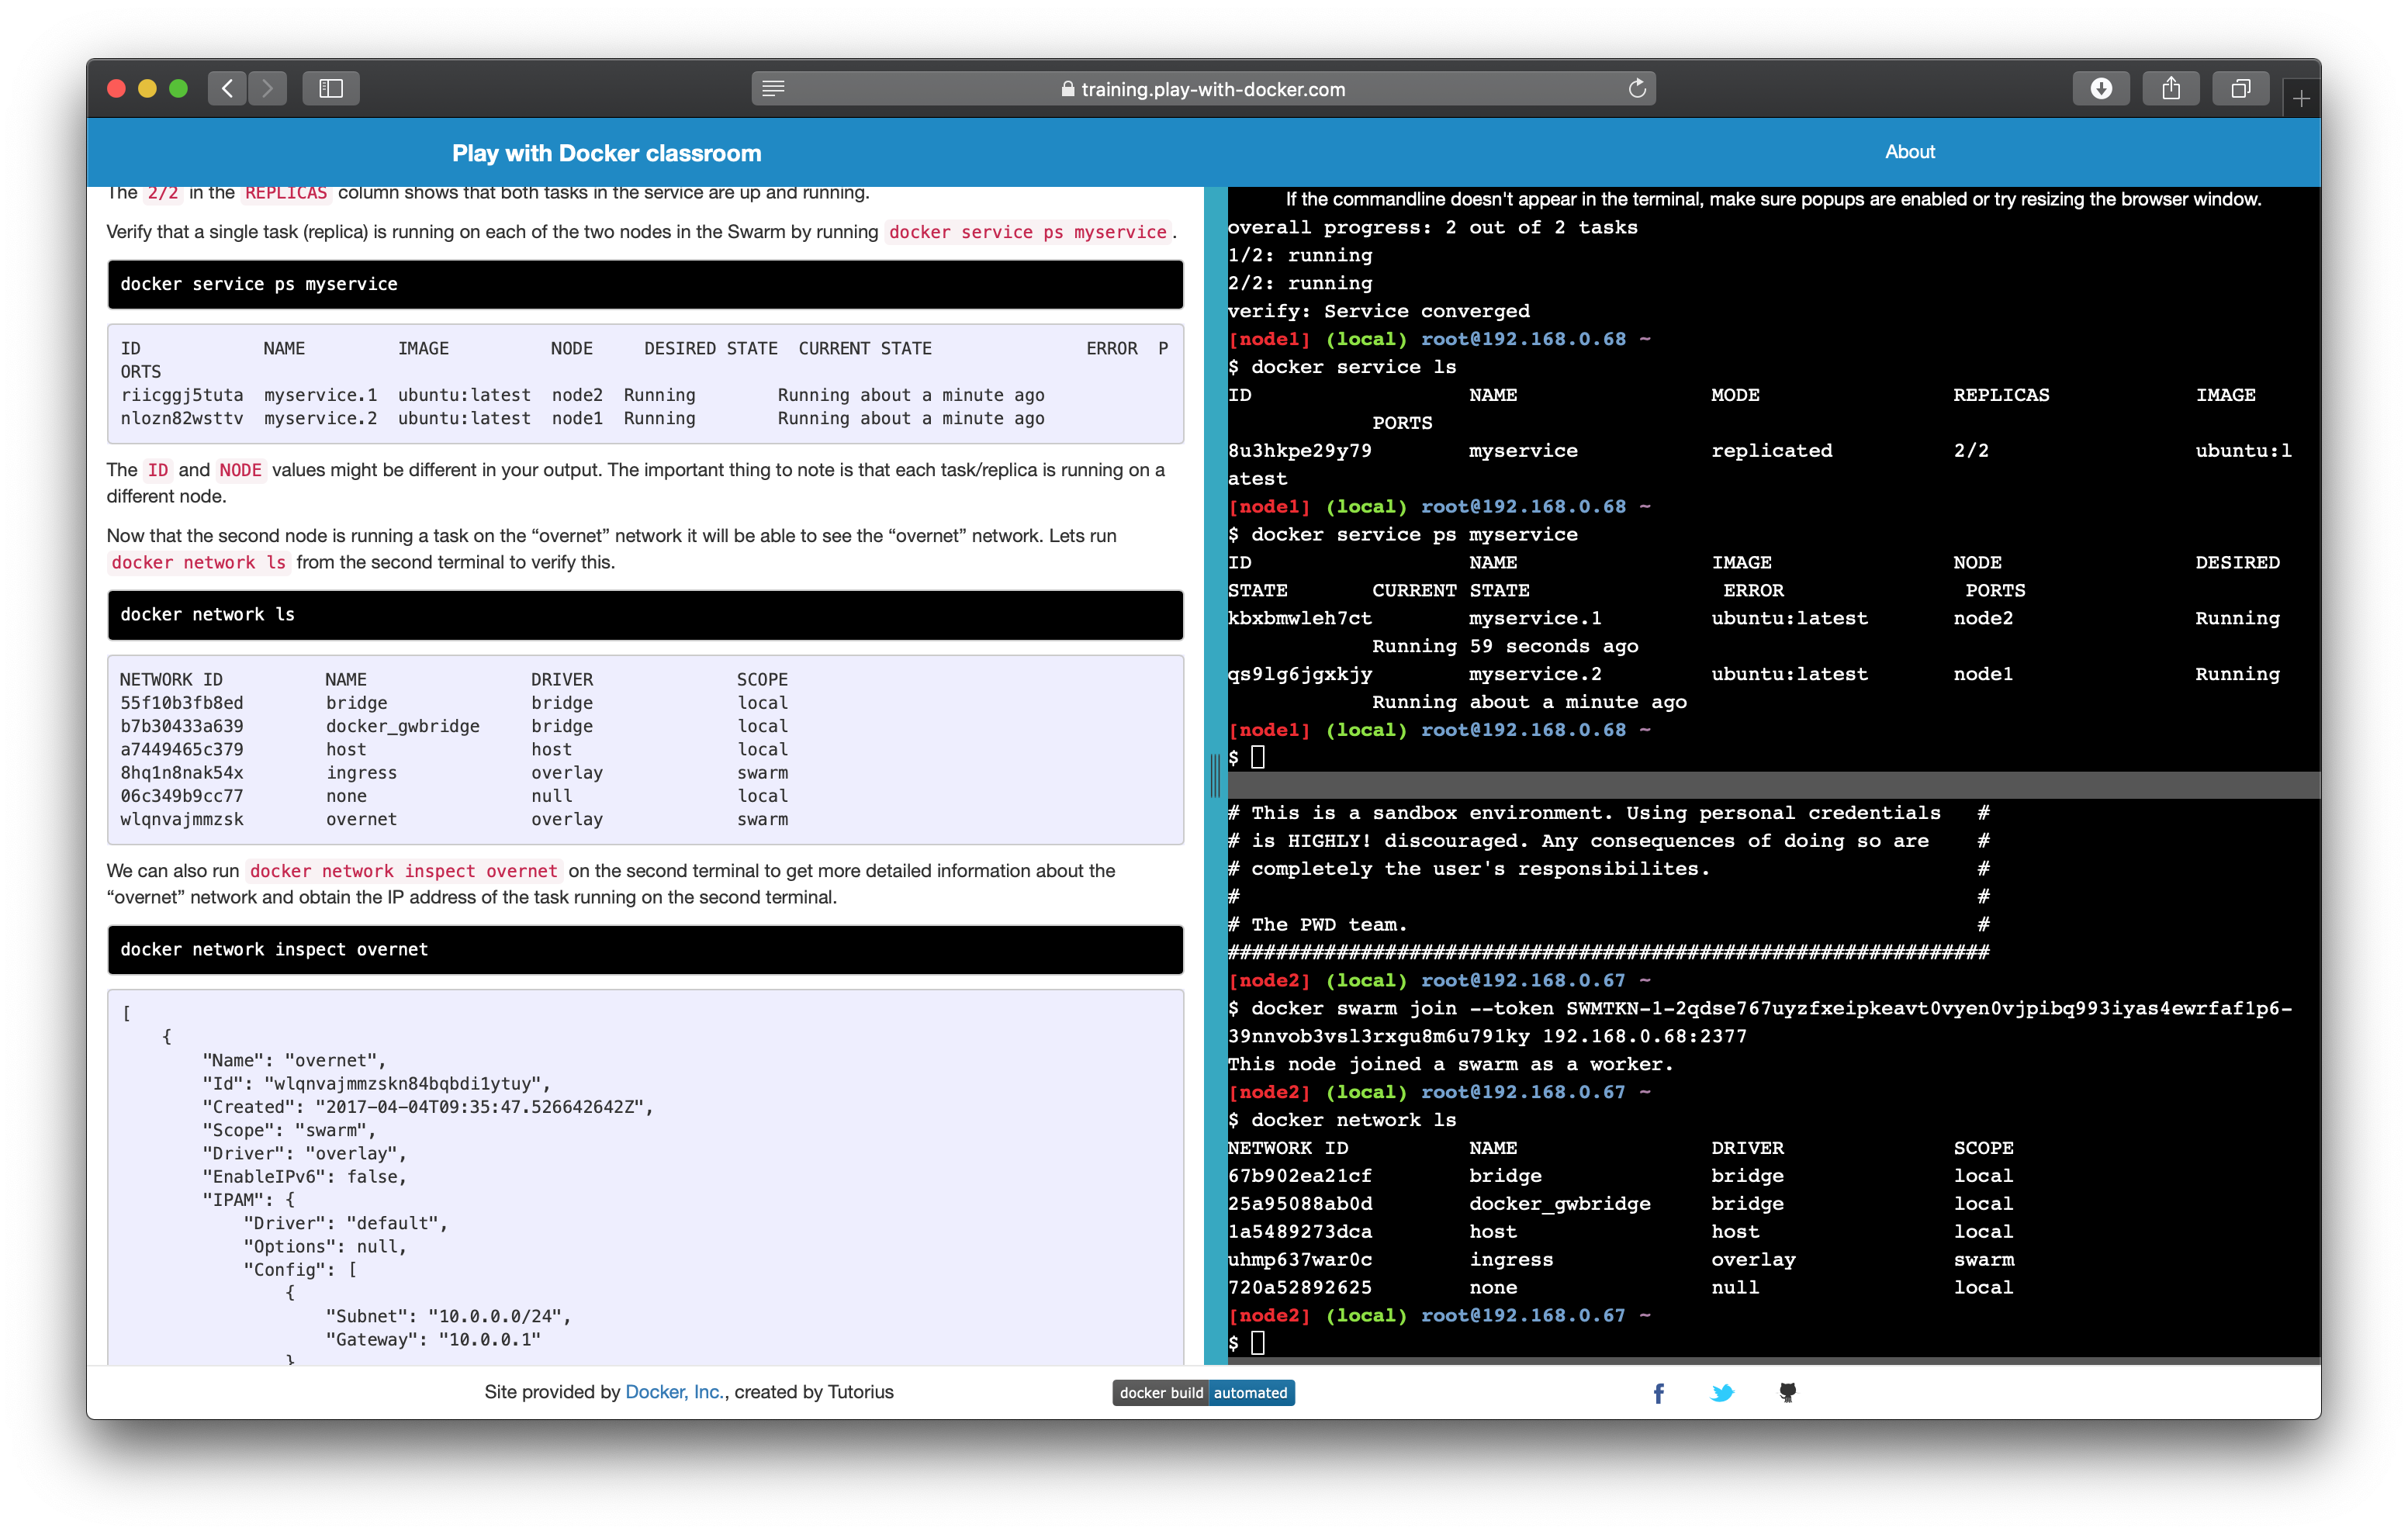 training.play-with-docker.com
Play with Docker classroom
About
The 2/2 in the REPLICAS column shows that both tasks in the service are up and running.
Verify that a single task (replica) is running on each of the two nodes in the Swarm by running docker service ps myservice.
docker service ps myservice
ID NAME IMAGE NODE DESIRED STATE CURRENT STATE ERROR P
ORTS
riicggj5tuta myservice.1 ubuntu:latest node2 Running Running about a minute ago
nlozn82wsttv myservice.2 ubuntu:latest node1 Running Running about a minute ago
The ID and NODE values might be different in your output. The important thing to note is that each task/replica is running on a
different node.
Now that the second node is running a task on the “overnet” network it will be able to see the “overnet” network. Lets run
docker network ls from the second terminal to verify this.
docker network ls
NETWORK ID NAME DRIVER SCOPE
55f10b3fb8ed bridge bridge local
b7b30433a639 docker_gwbridge bridge local
a7449465c379 host host local
8hq1n8nak54x ingress overlay swarm
06c349b9cc77 none null local
wlqnvajmmzsk overnet overlay swarm
We can also run docker network inspect overnet on the second terminal to get more detailed information about the
“overnet” network and obtain the IP address of the task running on the second terminal.
docker network inspect overnet
[
{
"Name": "overnet",
"Id": "wlqnvajmmzskn84bqbdi1ytuy",
"Created": "2017-04-04T09:35:47.526642642Z",
"Scope": "swarm",
"Driver": "overlay",
"EnableIPv6": false,
"IPAM": {
"Driver": "default",
"Options": null,
"Config": [
{
"Subnet": "10.0.0.0/24",
"Gateway": "10.0.0.1"
}
If the commandline doesn't appear in the terminal, make sure popups are enabled or try resizing the browser window.
overall progress: 2 out of 2 tasks
1/2: running
2/2: running
verify: Service converged
[node1] (local) root@192.168.0.68 ~
$ docker service ls
ID NAME MODE REPLICAS IMAGE
PORTS
8u3hkpe29y79 myservice replicated 2/2 ubuntu:l
atest
[node1] (local) root@192.168.0.68 ~
$ docker service ps myservice
ID NAME IMAGE NODE DESIRED
STATE CURRENT STATE ERROR PORTS
kbxbmwleh7ct myservice.1 ubuntu:latest node2 Running
Running 59 seconds ago
qs9lg6jgxkjy myservice.2 ubuntu:latest node1 Running
Running about a minute ago
[node1] (local) root@192.168.0.68 ~
$
# This is a sandbox environment. Using personal credentials #
# is HIGHLY! discouraged. Any consequences of doing so are #
# completely the user's responsibilites. #
# #
# The PWD team. #
###############################################################
[node2] (local) root@192.168.0.67 ~
$ docker swarm join --token SWMTKN-1-2qdse767uyzfxeipkeavt0vyen0vjpibq993iyas4ewrfaf1p6-
39nnvob3vsl3rxgu8m6u791ky 192.168.0.68:2377
This node joined a swarm as a worker.
[node2] (local) root@192.168.0.67 ~
$ docker network ls
NETWORK ID NAME DRIVER SCOPE
67b902ea21cf bridge bridge local
25a95088ab0d docker_gwbridge bridge local
1a5489273dca host host local
uhmp637war0c ingress overlay swarm
720a52892625 none null local
[node2] (local) root@192.168.0.67 ~
$
Site provided by Docker, Inc., created by Tutorius
docker build automated